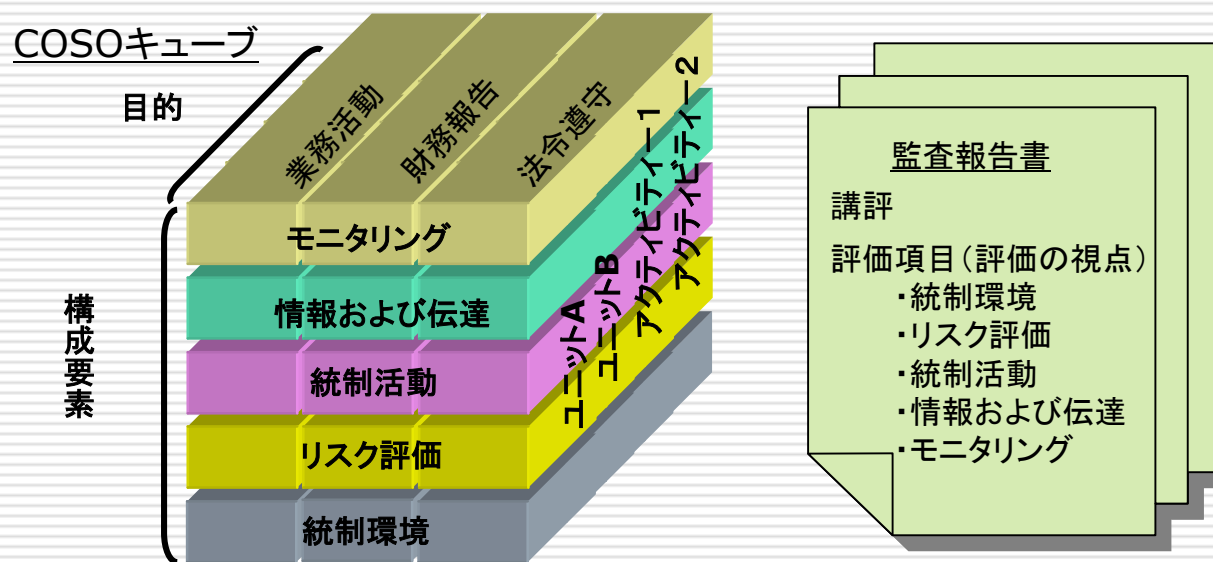 COSOキューブ
目的
業務活動
財務報告
法令遵守
構成要素
モニタリング
情報および伝達
統制活動
リスク評価
統制環境
ユニットA
ユニットB
アクティビティー1
アクティビティー2
監査報告書
講評
評価項目(評価の視点)
・統制環境
・リスク評価
・統制活動
・情報および伝達
・モニタリング